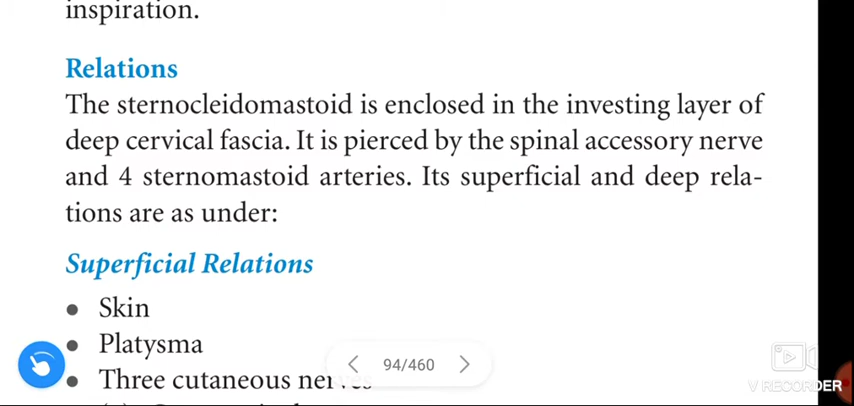 inspiration.
Relations
The sternocleidomastoid is enclosed in the investing layer of
deep cervical fascia. It is pierced by the spinal accessory nerve
and 4 sternomastoid arteries. Its superficial and deep rela-
tions are as under:
Superficial Relations
• Skin
• Platysma
94/460
• Three cutaneous nerves
V RECORDER